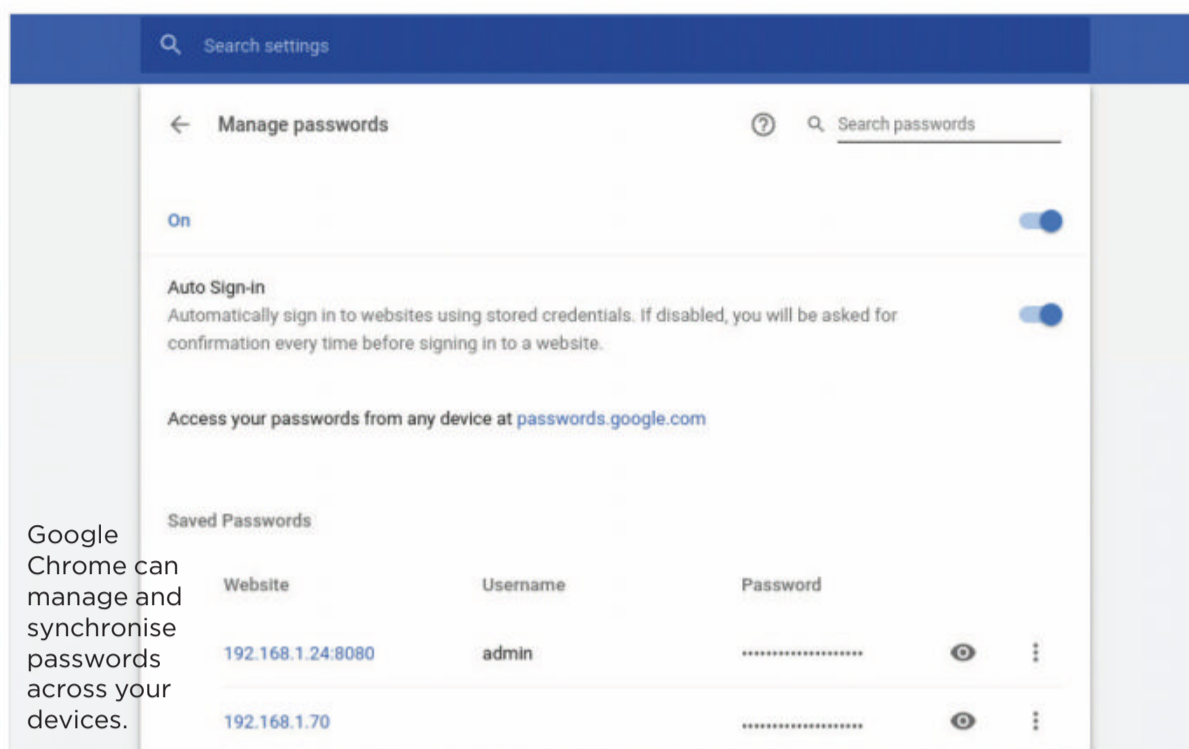 Search settings
Manage passwords
Search passwords
On
Auto Sign-in
Automatically sign in to websites using stored credentials. If disabled, you will be asked for
confirmation every time before signing in to a website.
Access your passwords from any device at passwords.google.com
Saved Passwords
Website Username Password
192.168.1.24:8080 admin ••••••••••••••••••••
192.168.1.70 ••••••••••••••••••••
Google
Chrome can
manage and
synchronise
passwords
across your
devices.